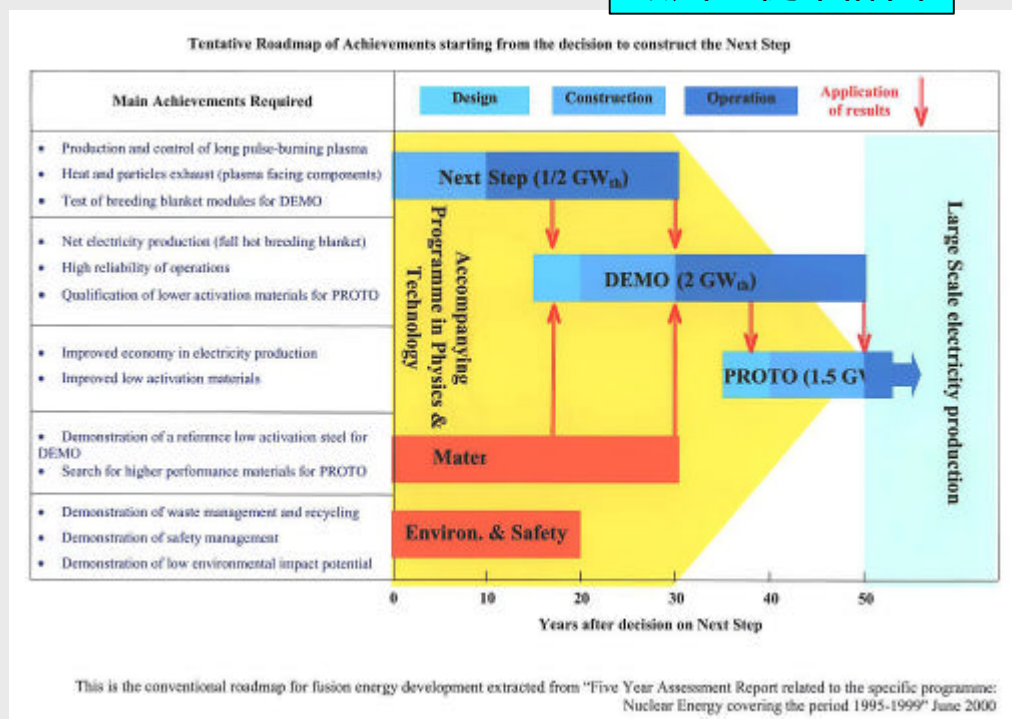 Tentative Roadmap of Achievements starting from the decision to construct the Next Step
Main Achievements Required
Design
Construction
Operation
Application
of results
• Production and control of long pulse-burning plasma
• Heat and particles exhaust (plasma facing components)
• Test of breeding blanket modules for DEMO
Next Step (1/2 GWth)
• Net electricity production (full hot breeding blanket)
• High reliability of operations
• Qualification of lower activation materials for PROTO
DEMO (2 GWth)
Accompanying
Programme in Physics &
Technology
Large Scale electricity production
• Improved economy in electricity production
• Improved low activation materials
PROTO (1.5 GW
• Demonstration of a reference low activation steel for
DEMO
• Search for higher performance materials for PROTO
Mater
• Demonstration of waste management and recycling
• Demonstration of safety management
• Demonstration of low environmental impact potential
Environ. & Safety
0 10 20 30 40 50
Years after decision on Next Step
This is the conventional roadmap for fusion energy development extracted from "Five Year Assessment Report related to the specific programme:
Nuclear Energy covering the period 1995-1999" June 2000